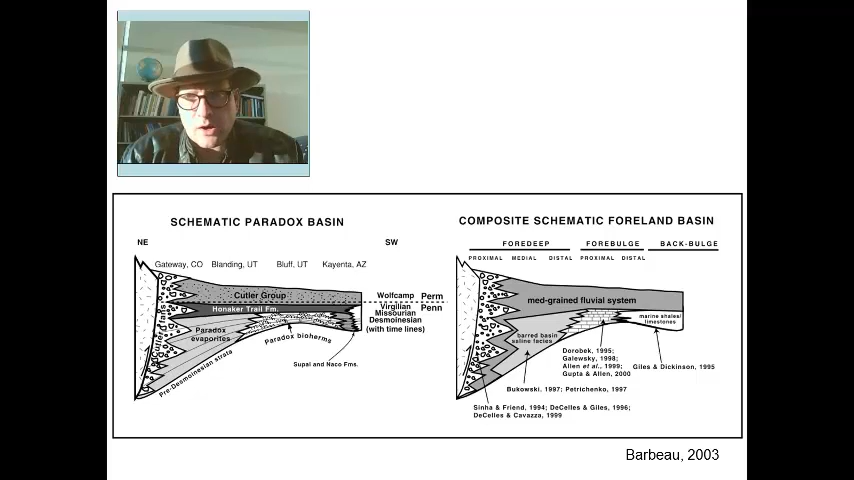 SCHEMATIC PARADOX BASIN
NE
SW
Gateway, CO Blanding, UT Bluff, UT Kayenta, AZ
Cutler Group
Honaker Trail Fm.
Paradox
evaporites
Paradox bioherms
Pre-Desmoinesian strata
Supai and Naco Fms.
Wolfcamp Perm
Virgilian Penn
Missourian
Desmoinesian
(with time lines)
COMPOSITE SCHEMATIC FORELAND BASIN
FOREDEEP FOREBULGE BACK-BULGE
PROXIMAL MEDIAL DISTAL PROXIMAL DISTAL
med-grained fluvial system
barred basin
saline facies
marine shales/
limestones
Dorobek, 1995;
Galewsky, 1998;
Allen et al., 1999;
Gupta & Allen, 2000
Giles & Dickinson, 1995
Bukowski, 1997; Petrichenko, 1997
Sinha & Friend, 1994; DeCelles & Giles, 1996;
DeCelles & Cavazza, 1999
Barbeau, 2003